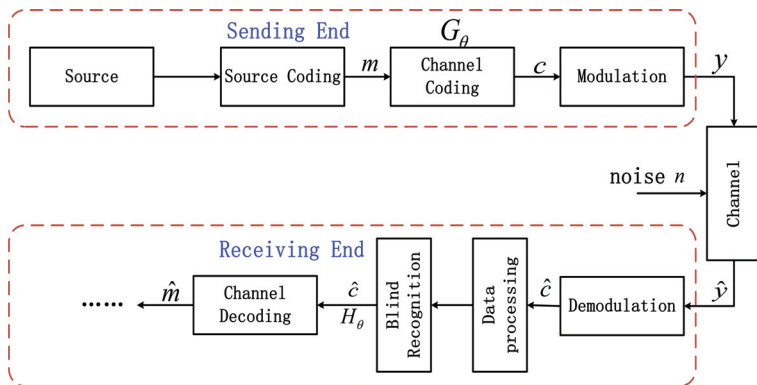 Sending End
G_θ
Source
Source Coding
m
Channel
Coding
c
Modulation
y
noise n
Channel
Receiving End
ŷ
Demodulation
ĉ
Data
processing
Blind
Recognition
ĉ
H_θ
Channel
Decoding
m̂
······